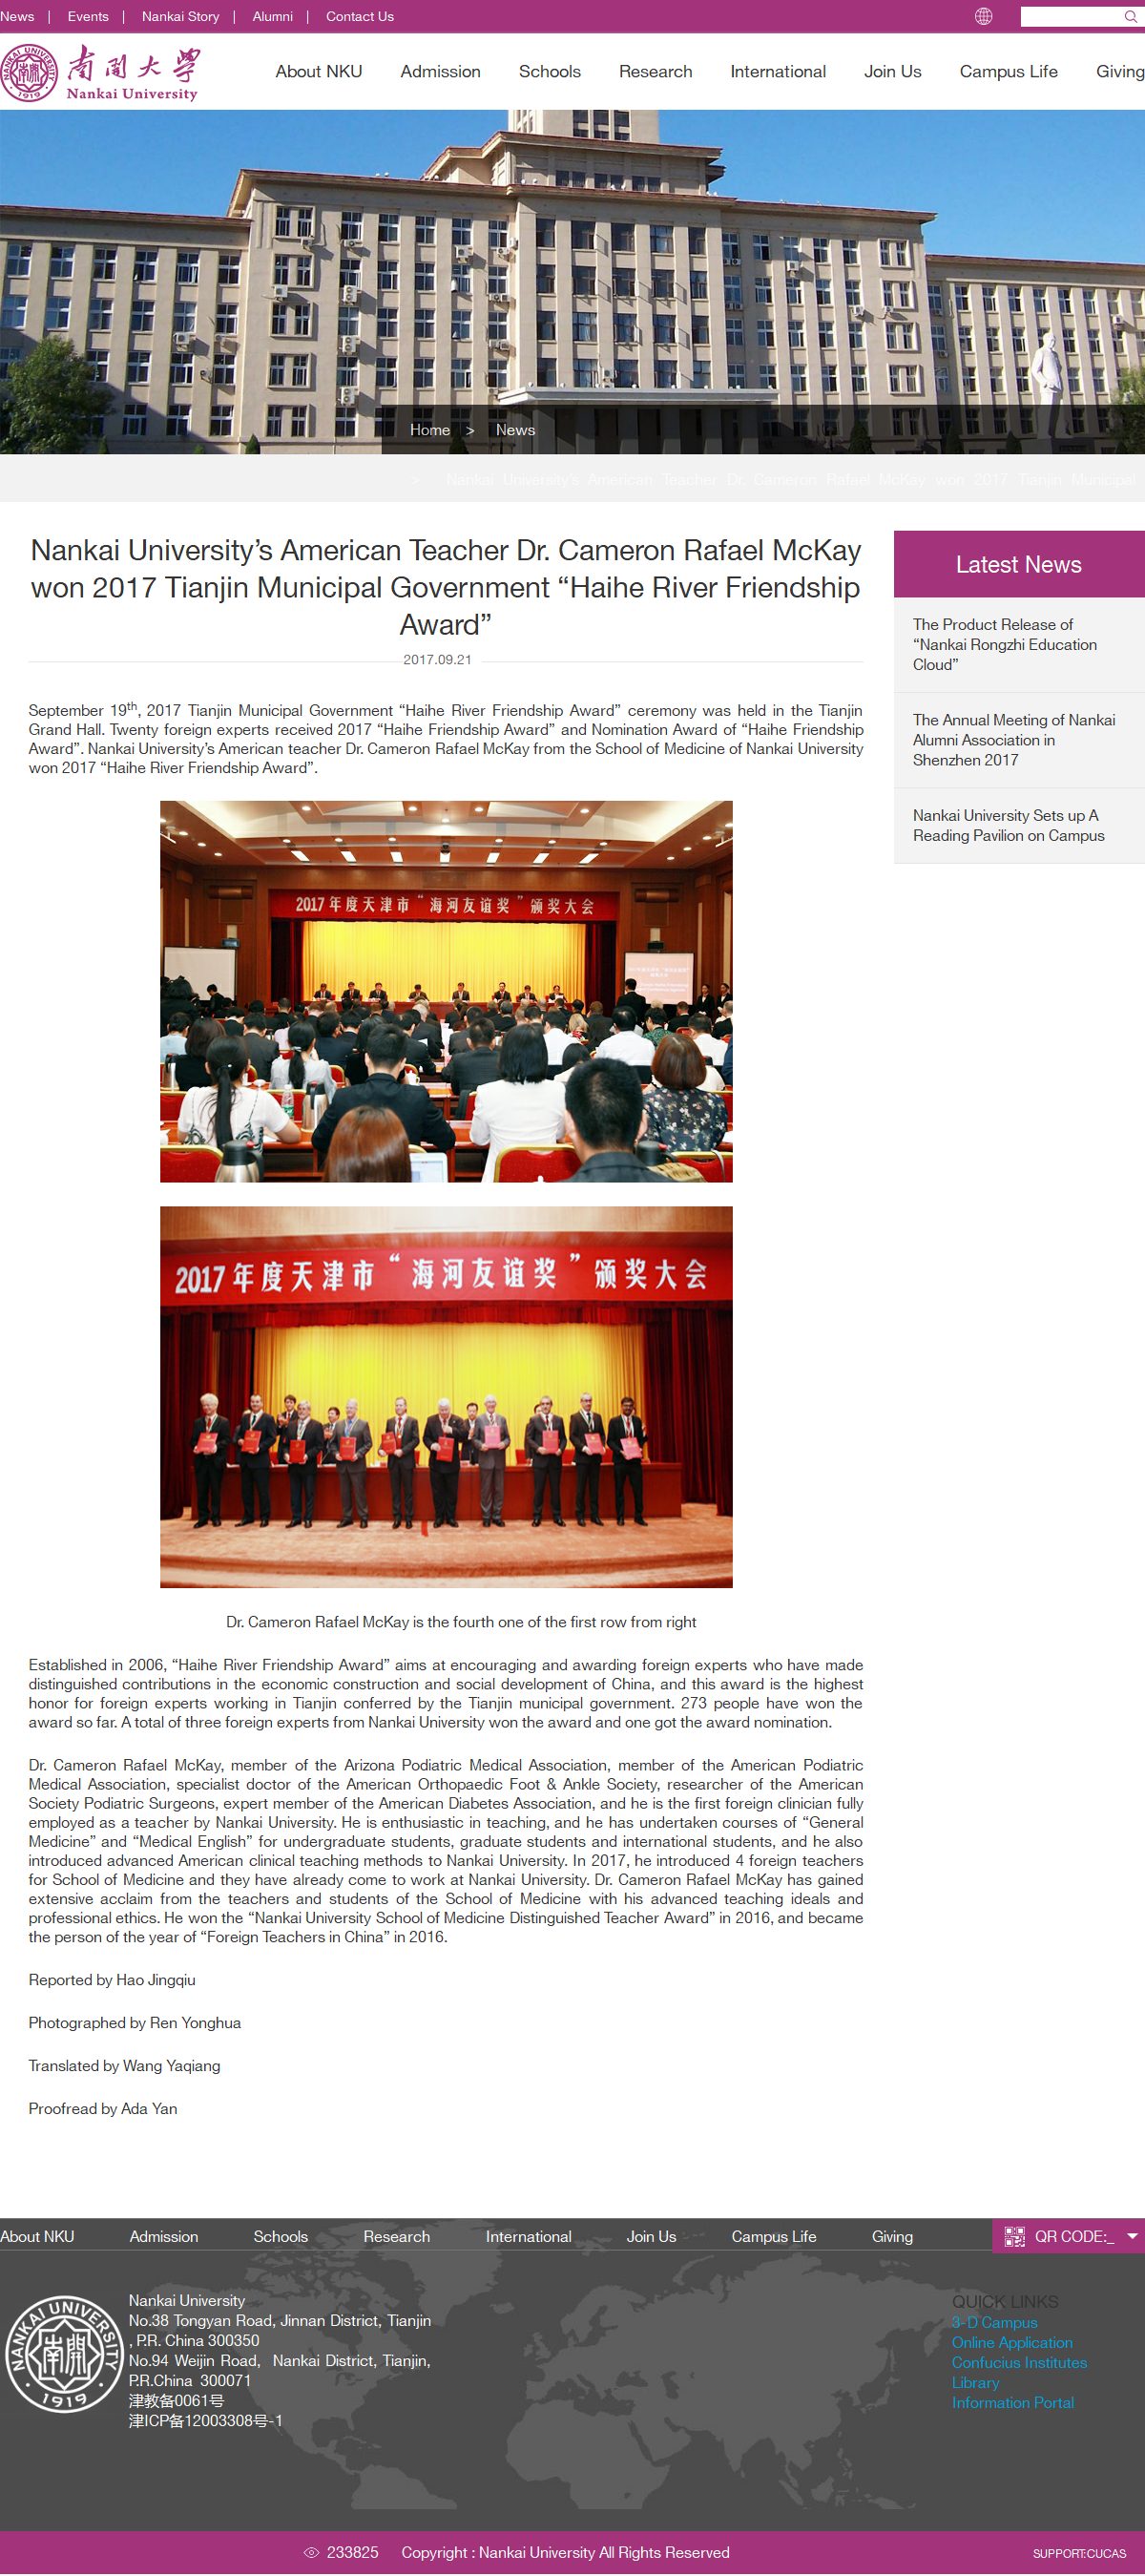 News | Events | Nankai Story | Alumni | Contact Us
NANKAI UNIVERSITY 1919
南開大學
Nankai University
About NKU Admission Schools Research International Join Us Campus Life Giving
Home > News
> Nankai University's American Teacher Dr. Cameron Rafael McKay won 2017 Tianjin Municipal
Nankai University’s American Teacher Dr. Cameron Rafael McKay
won 2017 Tianjin Municipal Government “Haihe River Friendship
Award”
2017.09.21
September 19th, 2017 Tianjin Municipal Government “Haihe River Friendship Award” ceremony was held in the Tianjin
Grand Hall. Twenty foreign experts received 2017 “Haihe Friendship Award” and Nomination Award of “Haihe Friendship
Award”. Nankai University’s American teacher Dr. Cameron Rafael McKay from the School of Medicine of Nankai University
won 2017 “Haihe River Friendship Award”.
2017年度天津市“海河友谊奖”颁奖大会
2017年度天津市“海河友谊奖”颁奖大会
Dr. Cameron Rafael McKay is the fourth one of the first row from right
Established in 2006, “Haihe River Friendship Award” aims at encouraging and awarding foreign experts who have made
distinguished contributions in the economic construction and social development of China, and this award is the highest
honor for foreign experts working in Tianjin conferred by the Tianjin municipal government. 273 people have won the
award so far. A total of three foreign experts from Nankai University won the award and one got the award nomination.
Dr. Cameron Rafael McKay, member of the Arizona Podiatric Medical Association, member of the American Podiatric
Medical Association, specialist doctor of the American Orthopaedic Foot & Ankle Society, researcher of the American
Society Podiatric Surgeons, expert member of the American Diabetes Association, and he is the first foreign clinician fully
employed as a teacher by Nankai University. He is enthusiastic in teaching, and he has undertaken courses of “General
Medicine” and “Medical English” for undergraduate students, graduate students and international students, and he also
introduced advanced American clinical teaching methods to Nankai University. In 2017, he introduced 4 foreign teachers
for School of Medicine and they have already come to work at Nankai University. Dr. Cameron Rafael McKay has gained
extensive acclaim from the teachers and students of the School of Medicine with his advanced teaching ideals and
professional ethics. He won the “Nankai University School of Medicine Distinguished Teacher Award” in 2016, and became
the person of the year of “Foreign Teachers in China” in 2016.
Reported by Hao Jingqiu
Photographed by Ren Yonghua
Translated by Wang Yaqiang
Proofread by Ada Yan
Latest News
The Product Release of
“Nankai Rongzhi Education
Cloud”
The Annual Meeting of Nankai
Alumni Association in
Shenzhen 2017
Nankai University Sets up A
Reading Pavilion on Campus
About NKU Admission Schools Research International Join Us Campus Life Giving QR CODE:_
NANKAI UNIVERSITY 南開 1919
Nankai University
No.38 Tongyan Road, Jinnan District, Tianjin
, P.R. China 300350
No.94 Weijin Road, Nankai District, Tianjin,
P.R.China 300071
津教备0061号
津ICP备12003308号-1
QUICK LINKS
3-D Campus
Online Application
Confucius Institutes
Library
Information Portal
233825 Copyright : Nankai University All Rights Reserved
SUPPORT:CUCAS